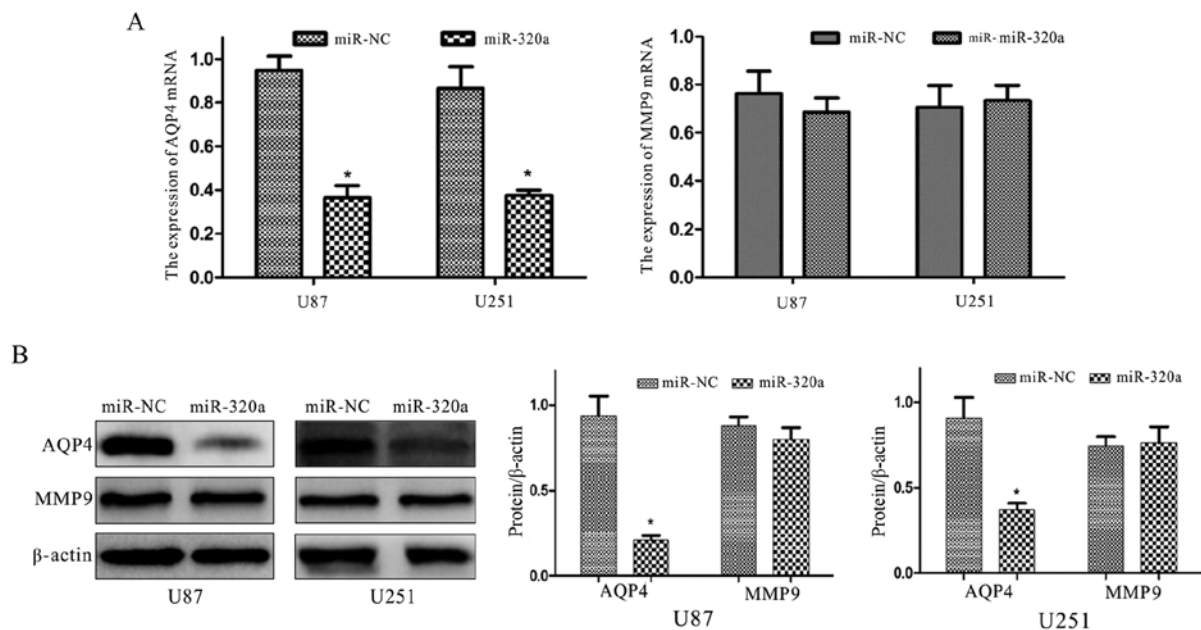 A
The expression of AQP4 mRNA
miR-NC miR-320a
1.0
0.8
0.6
0.4
0.2
0.0
* *
U87 U251
The expression of MMP9 mRNA
miR-NC miR- miR-320a
1.0
0.8
0.6
0.4
0.2
0.0
U87 U251
B
miR-NC miR-320a miR-NC miR-320a
AQP4
MMP9
β-actin
U87 U251
Protein/β-actin
miR-NC miR-320a
1.0
0.5
0.0
*
AQP4 MMP9
U87
Protein/β-actin
miR-NC miR-320a
1.0
0.5
0.0
*
AQP4 MMP9
U251